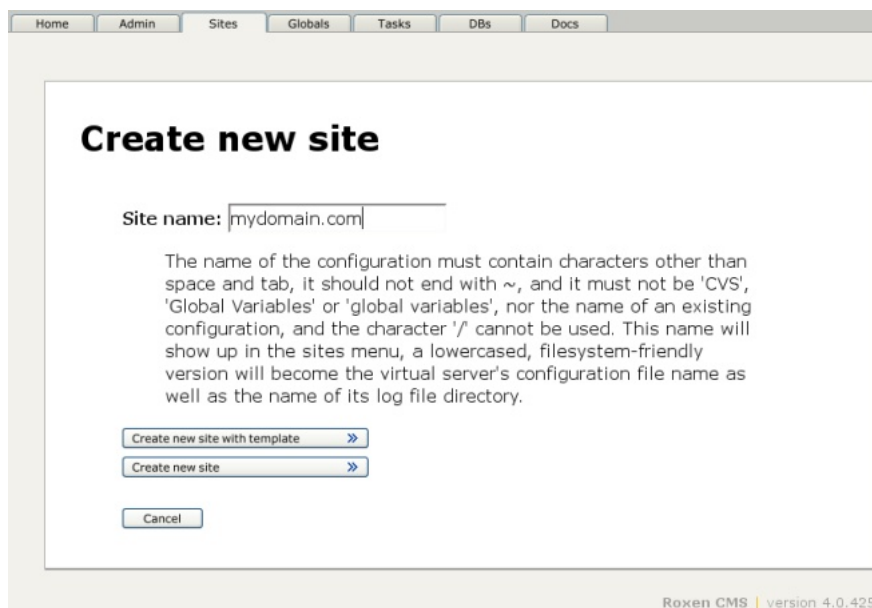 Home Admin Sites Globals Tasks DBs Docs
Create new site
Site name: mydomain.com
The name of the configuration must contain characters other than
space and tab, it should not end with ~, and it must not be 'CVS',
'Global Variables' or 'global variables', nor the name of an existing
configuration, and the character '/' cannot be used. This name will
show up in the sites menu, a lowercased, filesystem-friendly
version will become the virtual server's configuration file name as
well as the name of its log file directory.
Create new site with template »
Create new site »
Cancel
Roxen CMS | version 4.0.425